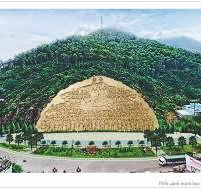 Phối cảnh minh họa